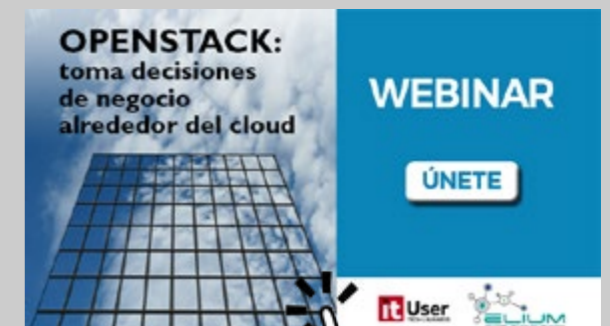 OPENSTACK:
toma decisiones
de negocio
alrededor del cloud
WEBINAR
ÚNETE
it User
ELIUM